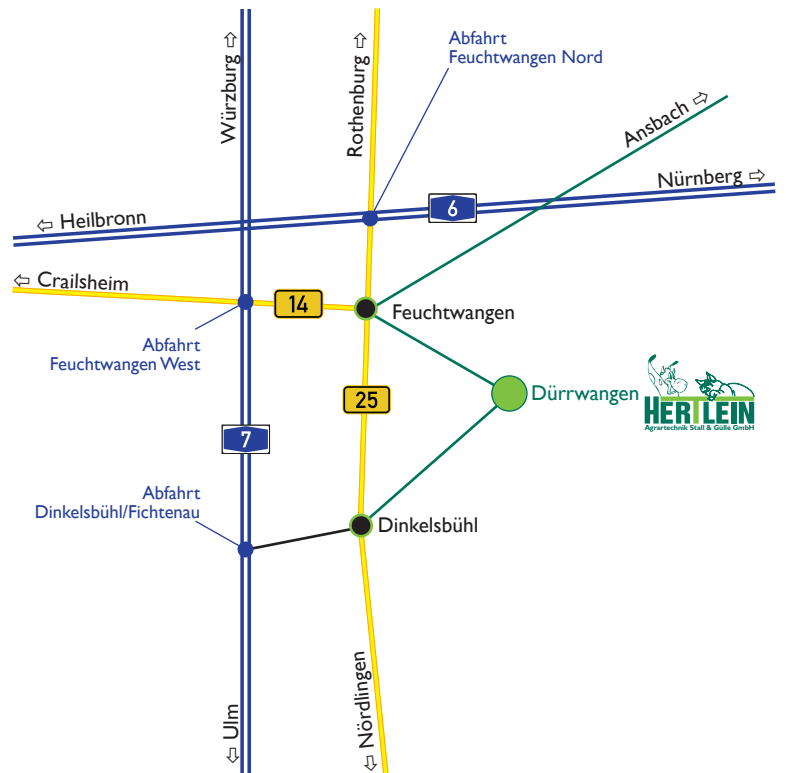 Abfahrt
Feuchtwangen Nord
Würzburg
Rothenburg
Ansbach
Nürnberg
6
Heilbronn
Crailsheim
14
Feuchtwangen
Abfahrt
Feuchtwangen West
25
Dürrwangen
HERTLEIN
Agrartechnik Stall & Gülle GmbH
7
Abfahrt
Dinkelsbühl/Fichtenau
Dinkelsbühl
Ulm
Nördlingen